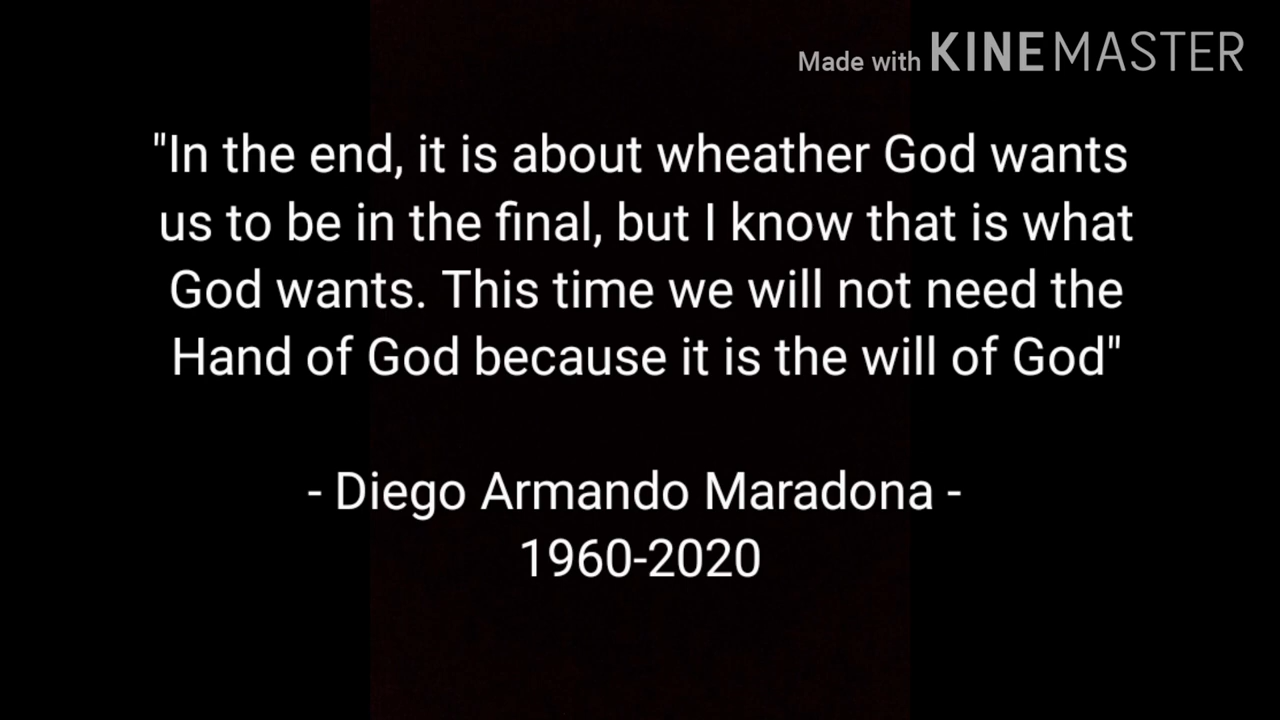 Made with KINEMASTER
"In the end, it is about wheather God wants
us to be in the final, but I know that is what
God wants. This time we will not need the
Hand of God because it is the will of God"
- Diego Armando Maradona -
1960-2020